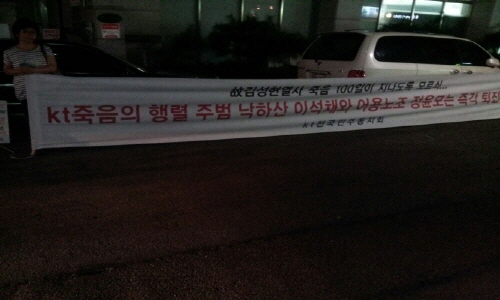 故김성현열사 죽음 100일이 지나도록 모르쇠..
kt죽음의 행렬 주범 낙하산 이석채와 어용노조 정윤모는 즉각 퇴진
kt전국민주동지회